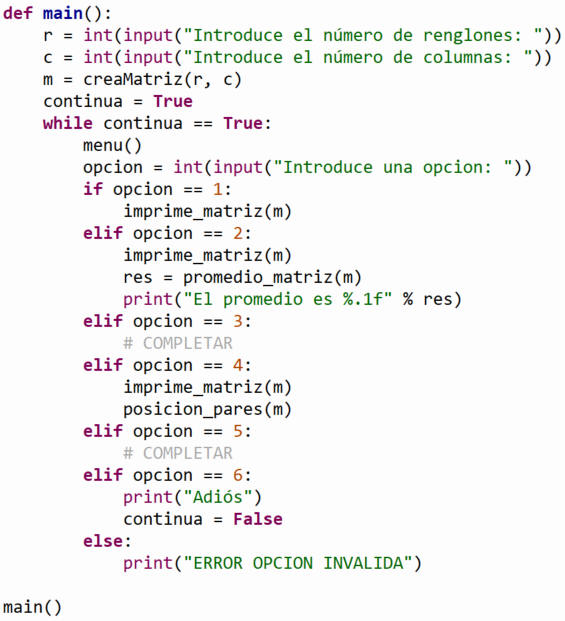 def main():
    r = int(input("Introduce el número de renglones: "))
    c = int(input("Introduce el número de columnas: "))
    m = creaMatriz(r, c)
    continua = True
    while continua == True:
        menu()
        opcion = int(input("Introduce una opcion: "))
        if opcion == 1:
            imprime_matriz(m)
        elif opcion == 2:
            imprime_matriz(m)
            res = promedio_matriz(m)
            print("El promedio es %.1f" % res)
        elif opcion == 3:
            # COMPLETAR
        elif opcion == 4:
            imprime_matriz(m)
            posicion_pares(m)
        elif opcion == 5:
            # COMPLETAR
        elif opcion == 6:
            print("Adiós")
            continua = False
        else:
            print("ERROR OPCION INVALIDA")
main()